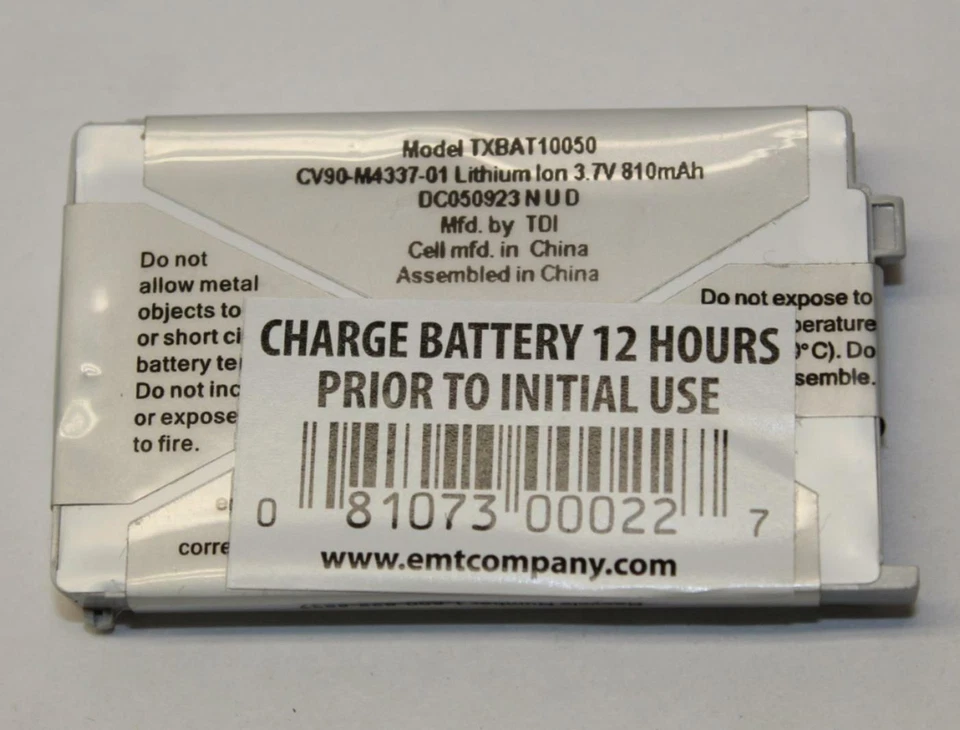 Model TXBAT10050
CV90-M4337-01 Lithium Ion 3.7V 810mAh
DC050923 N U D
Mfd. by TDI
Cell mfd. in China
Assembled in China
Do not
allow metal
objects to
or short
battery
Do not
or expose
to fire.
Do not expose to
°C). Do
CHARGE BATTERY 12 HOURS
PRIOR TO INITIAL USE
0 81073 00022 7
www.emtcompany.com